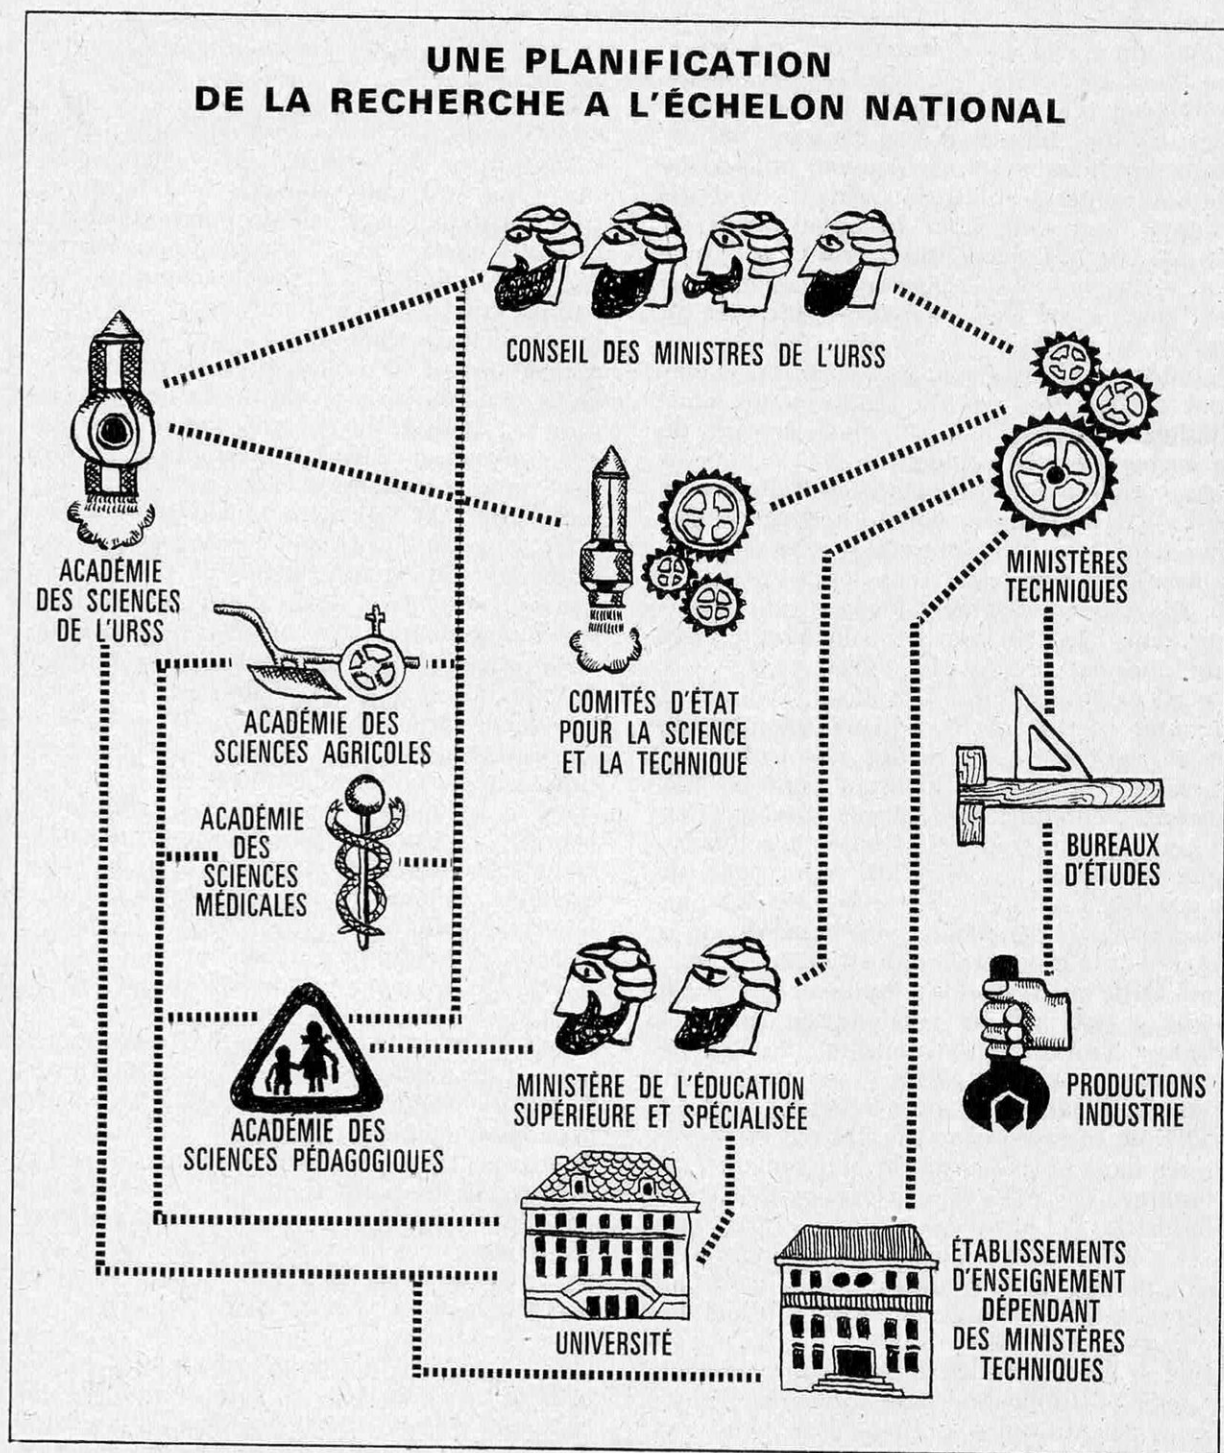 UNE PLANIFICATION
DE LA RECHERCHE A L'ÉCHELON NATIONAL
CONSEIL DES MINISTRES DE L'URSS
ACADÉMIE
DES SCIENCES
DE L'URSS
MINISTÈRES
TECHNIQUES
COMITÉS D'ÉTAT
POUR LA SCIENCE
ET LA TECHNIQUE
ACADÉMIE DES
SCIENCES AGRICOLES
ACADÉMIE
DES
SCIENCES
MÉDICALES
BUREAUX
D'ÉTUDES
MINISTÈRE DE L'ÉDUCATION
SUPÉRIEURE ET SPÉCIALISÉE
PRODUCTIONS
INDUSTRIE
ACADÉMIE DES
SCIENCES PÉDAGOGIQUES
UNIVERSITÉ
ÉTABLISSEMENTS
D'ENSEIGNEMENT
DÉPENDANT
DES MINISTÈRES
TECHNIQUES